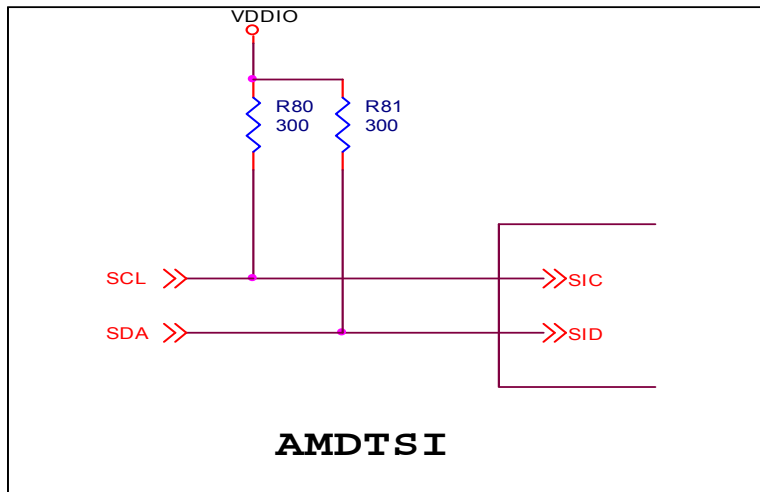 VDDIO
R80
300
R81
300
SCL
SIC
SDA
SID
AMDTSI